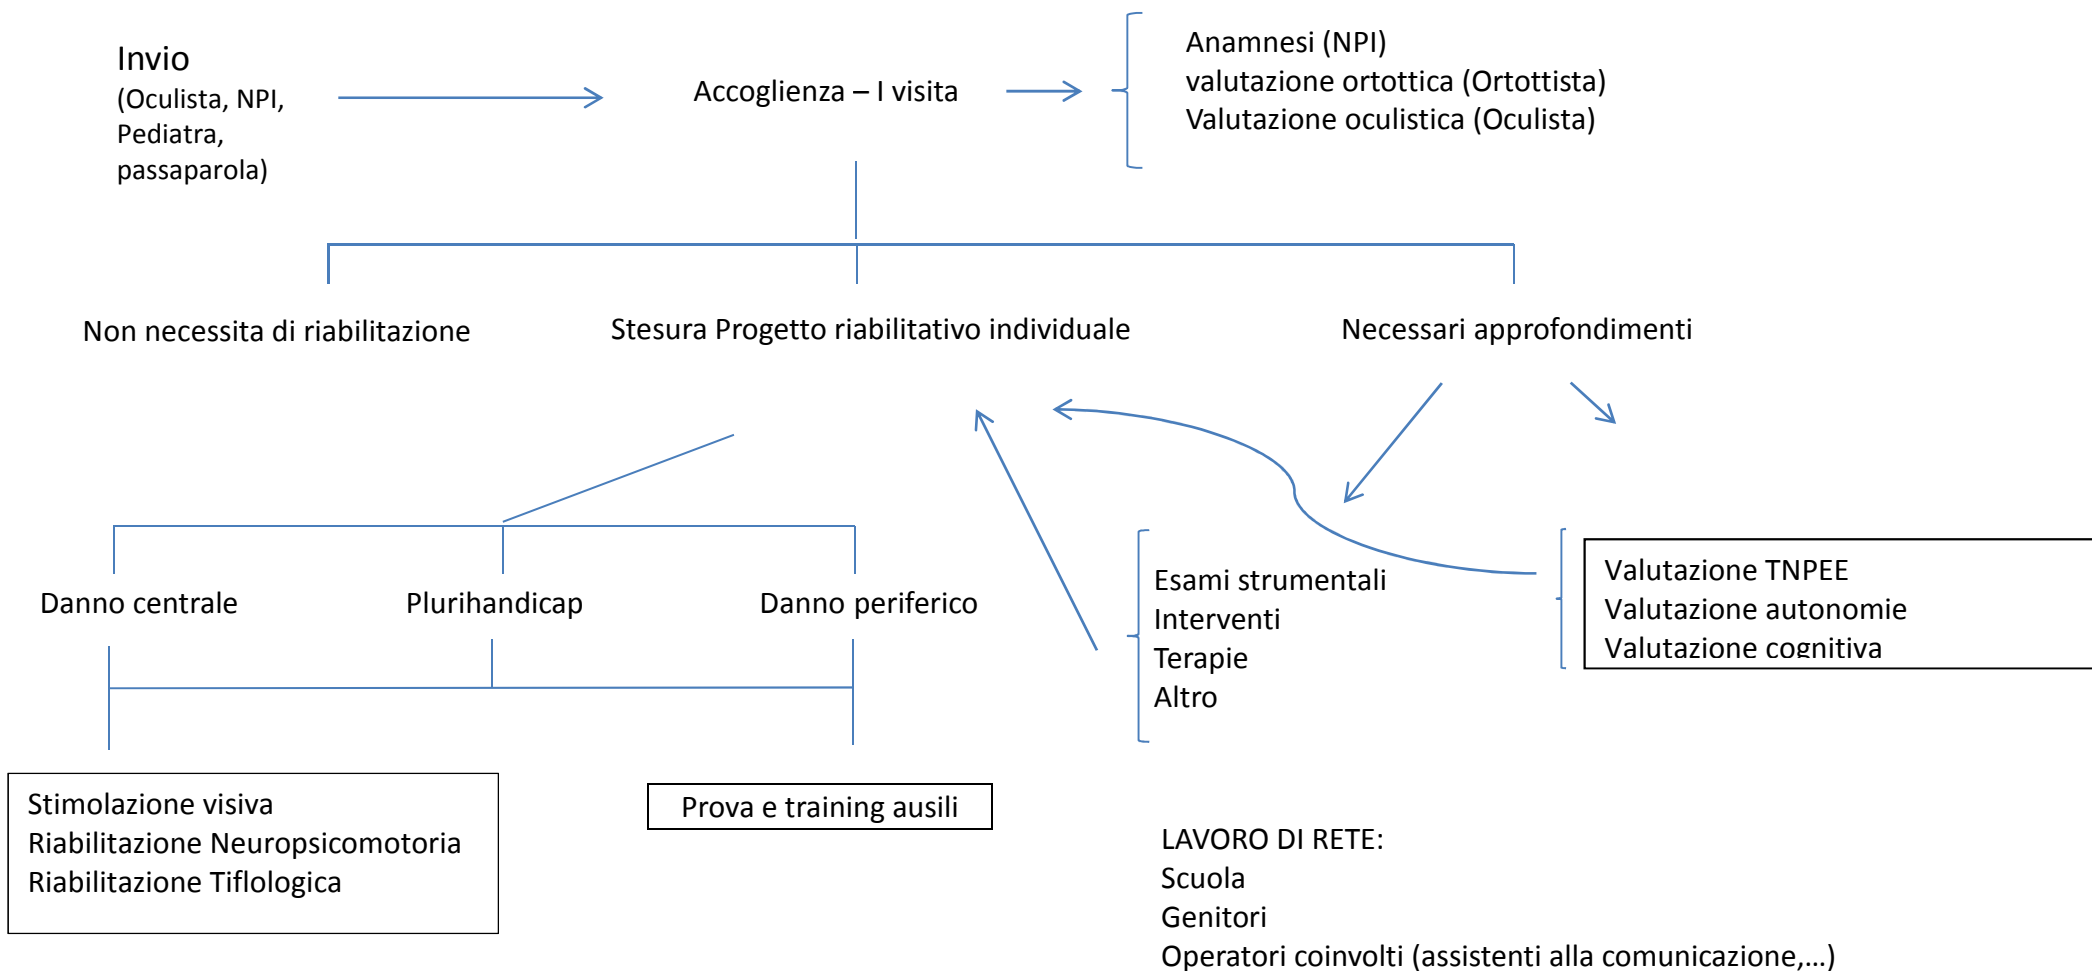 Invio
(Oculista, NPI,
Pediatra,
passaparola)
Accoglienza – I visita
Anamnesi (NPI)
valutazione ortottica (Ortottista)
Valutazione oculistica (Oculista)
Non necessita di riabilitazione
Stesura Progetto riabilitativo individuale
Necessari approfondimenti
Danno centrale
Plurihandicap
Danno periferico
Esami strumentali
Interventi
Terapie
Altro
Valutazione TNPEE
Valutazione autonomie
Valutazione cognitiva
Stimolazione visiva
Riabilitazione Neuropsicomotoria
Riabilitazione Tiflologica
Prova e training ausili
LAVORO DI RETE:
Scuola
Genitori
Operatori coinvolti (assistenti alla comunicazione,…)